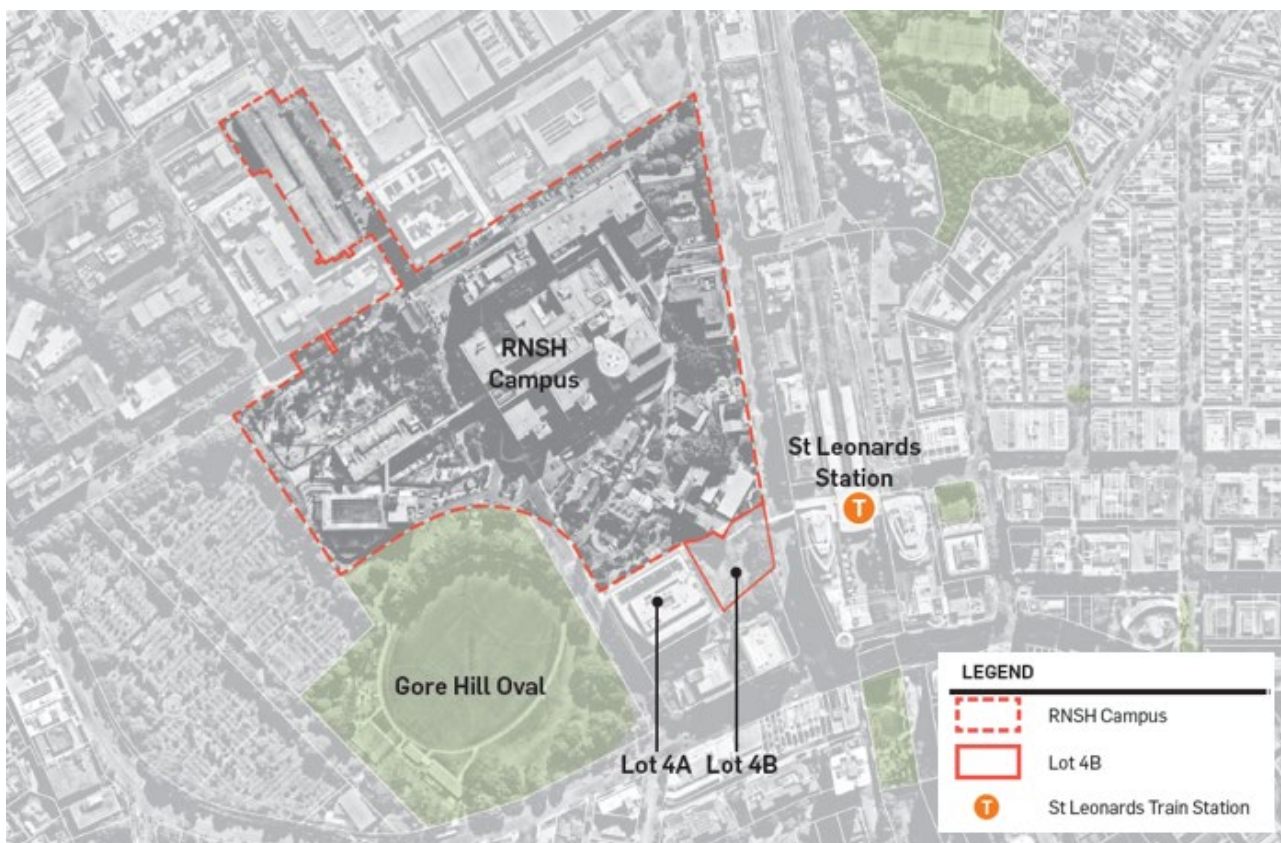 RNSH
Campus
St Leonards
Station
T
Gore Hill Oval
Lot 4A
Lot 4B
LEGEND
RNSH Campus
Lot 4B
T
St Leonards Train Station